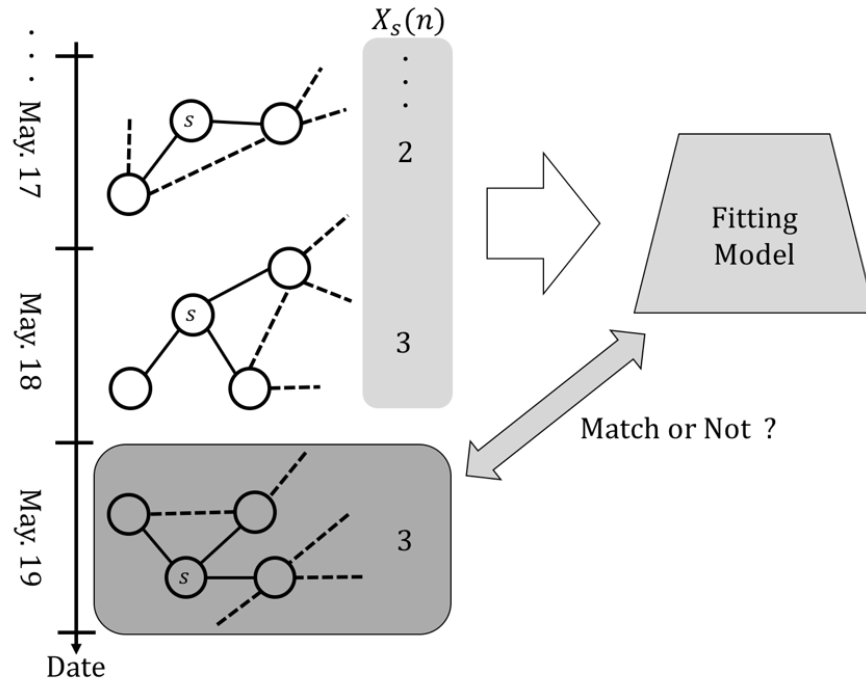 X_s(n)
. . .
. . .
May. 17
s
2
Fitting
Model
May. 18
s
3
Match or Not ?
May. 19
s
3
Date